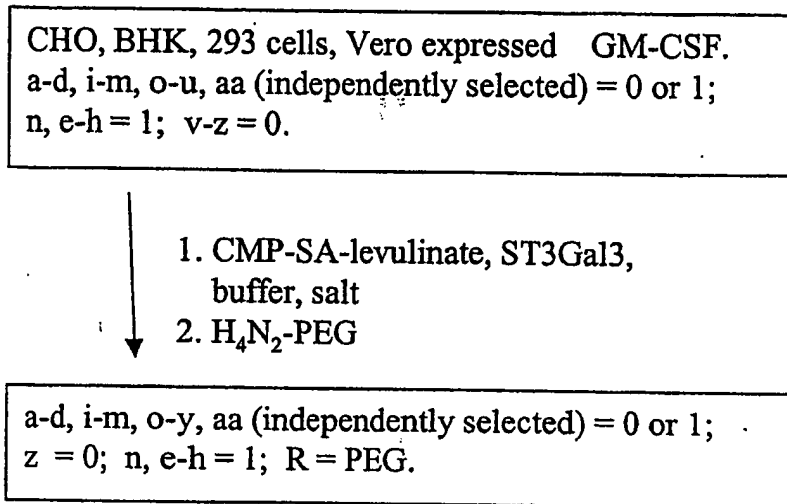 CHO, BHK, 293 cells, Vero expressed GM-CSF.
a-d, i-m, o-u, aa (independently selected) = 0 or 1;
n, e-h = 1; v-z = 0.
1. CMP-SA-levulinate, ST3Gal3,
buffer, salt
2. H₄N₂-PEG
a-d, i-m, o-y, aa (independently selected) = 0 or 1;
z = 0; n, e-h = 1; R = PEG.